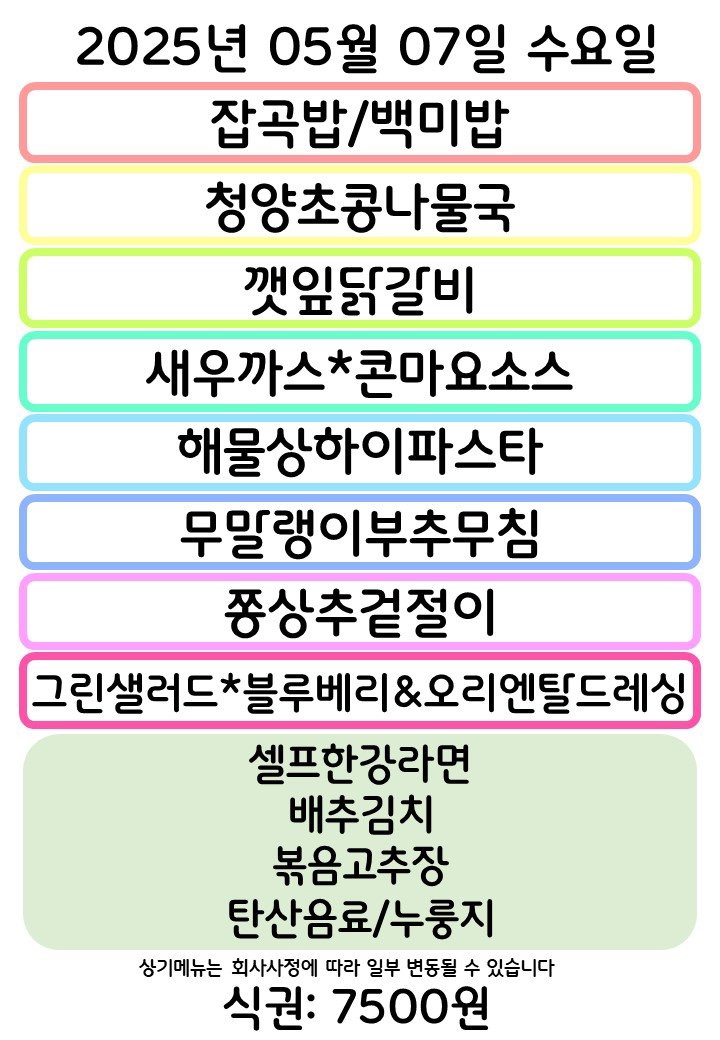 2025년 05월 07일 수요일
잡곡밥/백미밥
청양초콩나물국
깻잎닭갈비
새우까스*콘마요소스
해물상하이파스타
무말랭이부추무침
쫑상추겉절이
그린샐러드*블루베리&오리엔탈드레싱
셀프한강라면
배추김치
볶음고추장
탄산음료/누룽지
상기메뉴는 회사사정에 따라 일부 변동될 수 있습니다
식권: 7500원